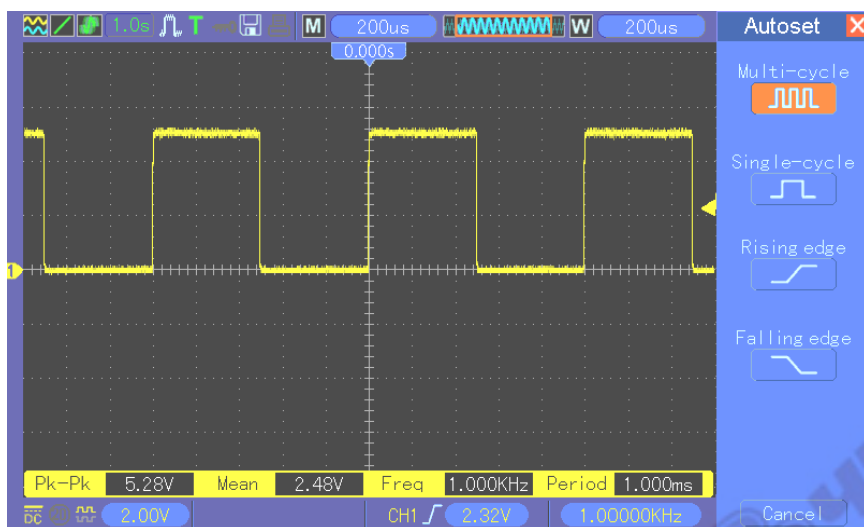 1.0s T M 200us W 200us
0.000s
Autoset X
Multi-cycle
Single-cycle
Rising edge
Falling edge
1
Pk-Pk 5.28V Mean 2.48V Freq 1.000KHz Period 1.000ms
DC 2.00V CH1 2.32V 1.00000KHz
Cancel